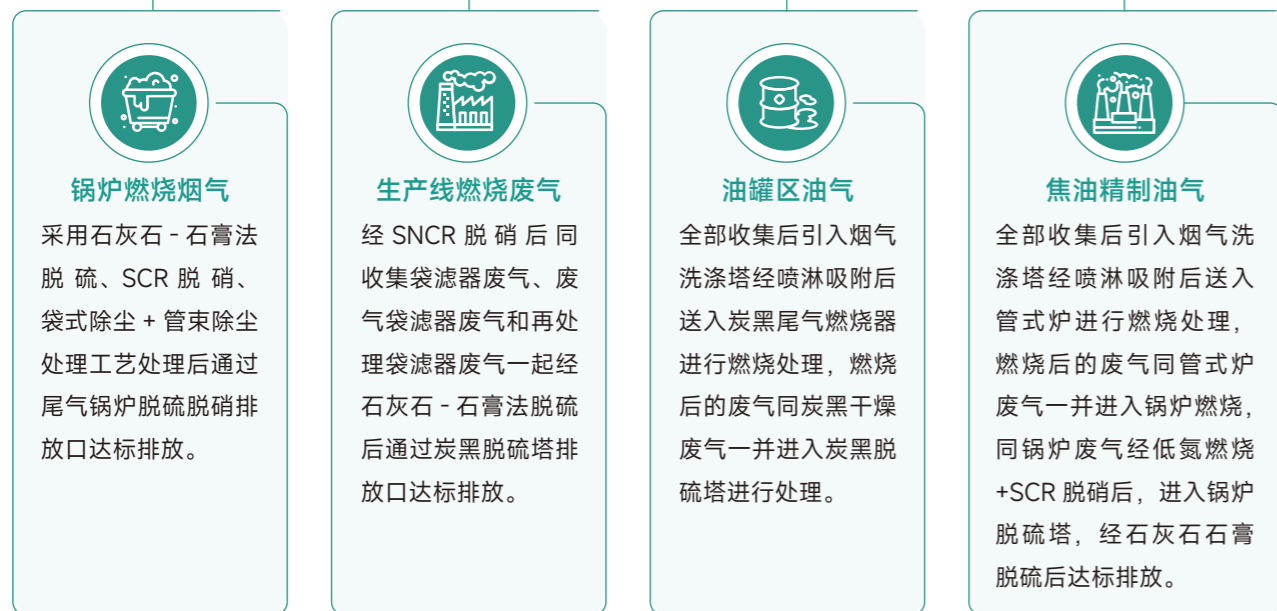 锅炉燃烧烟气
采用石灰石 - 石膏法
脱硫、SCR 脱硝、
袋式除尘 + 管束除尘
处理工艺处理后通过
尾气锅炉脱硫脱硝排
放口达标排放。
生产线燃烧废气
经 SNCR 脱硝后同
收集袋滤器废气、废
气袋滤器废气和再处
理袋滤器废气一起经
石灰石 - 石膏法脱硫
后通过炭黑脱硫塔排
放口达标排放。
油罐区油气
全部收集后引入烟气
洗涤塔经喷淋吸附后
送入炭黑尾气燃烧器
进行燃烧处理，燃烧
后的废气同炭黑干燥
废气一并进入炭黑脱
硫塔进行处理。
焦油精制油气
全部收集后引入烟气洗
涤塔经喷淋吸附后送入
管式炉进行燃烧处理，
燃烧后的废气同管式炉
废气一并进入锅炉燃烧，
同锅炉废气经低氮燃烧
+SCR 脱硝后，进入锅炉
脱硫塔，经石灰石石膏
脱硫后达标排放。